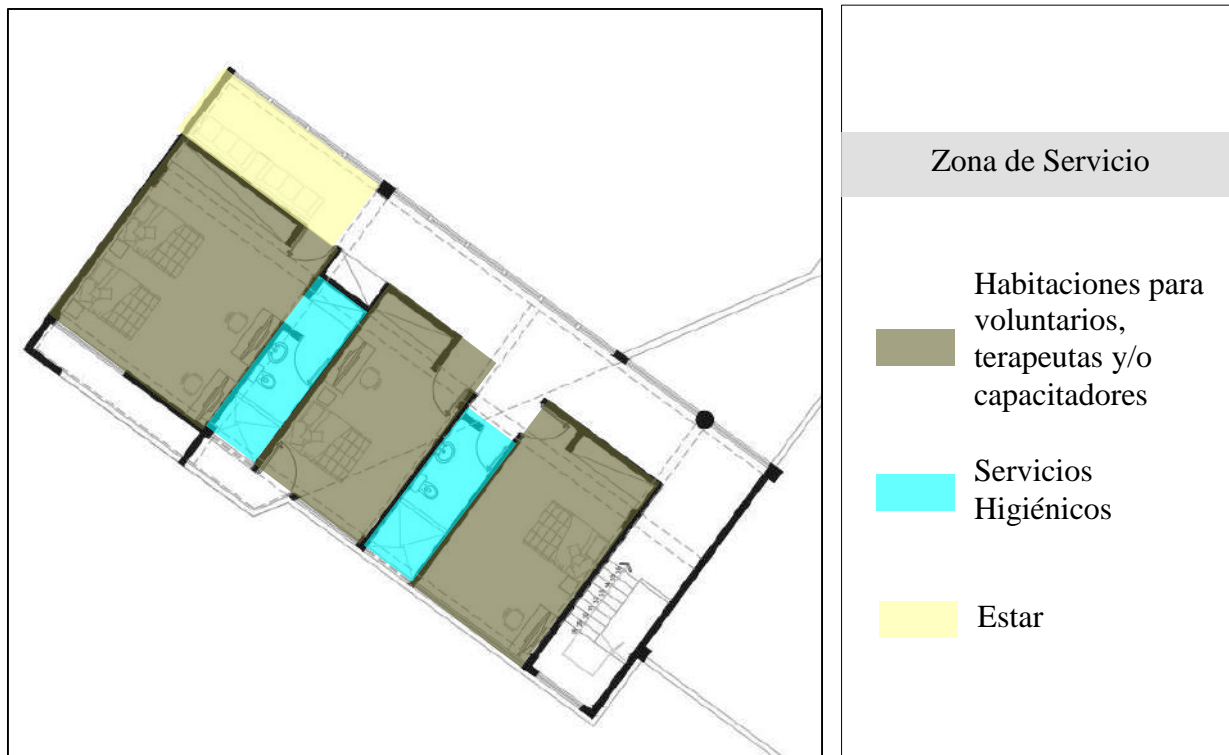 Zona de Servicio
Habitaciones para
voluntarios,
terapeutas y/o
capacitadores
Servicios
Higiénicos
Estar